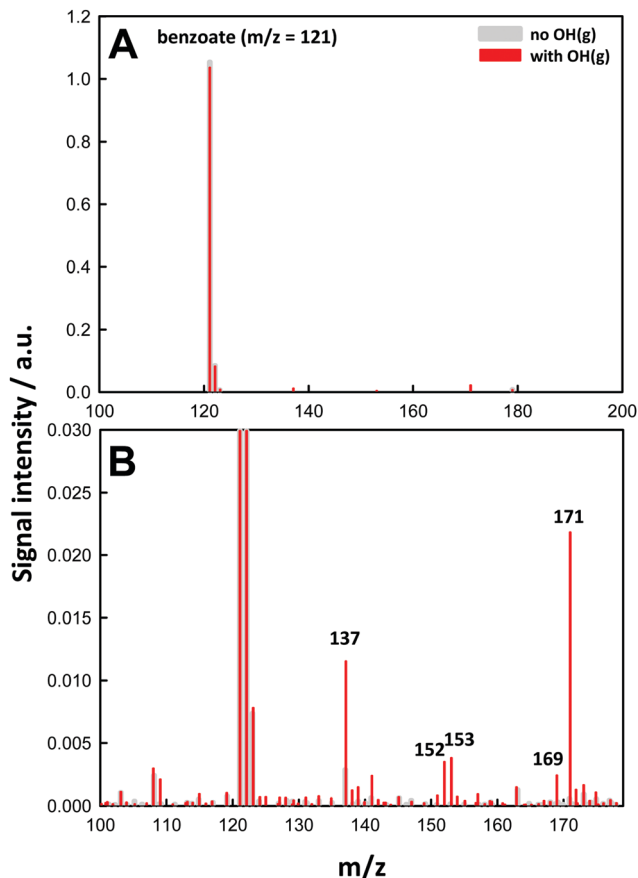 A
benzoate (m/z = 121)
no OH(g)
with OH(g)
1.2
1.0
0.8
0.6
0.4
0.2
0.0
100 120 140 160 180 200
Signal intensity / a.u.
B
0.030
0.025
0.020
0.015
0.010
0.005
0.000
171
137
152 153
169
100 110 120 130 140 150 160 170
m/z